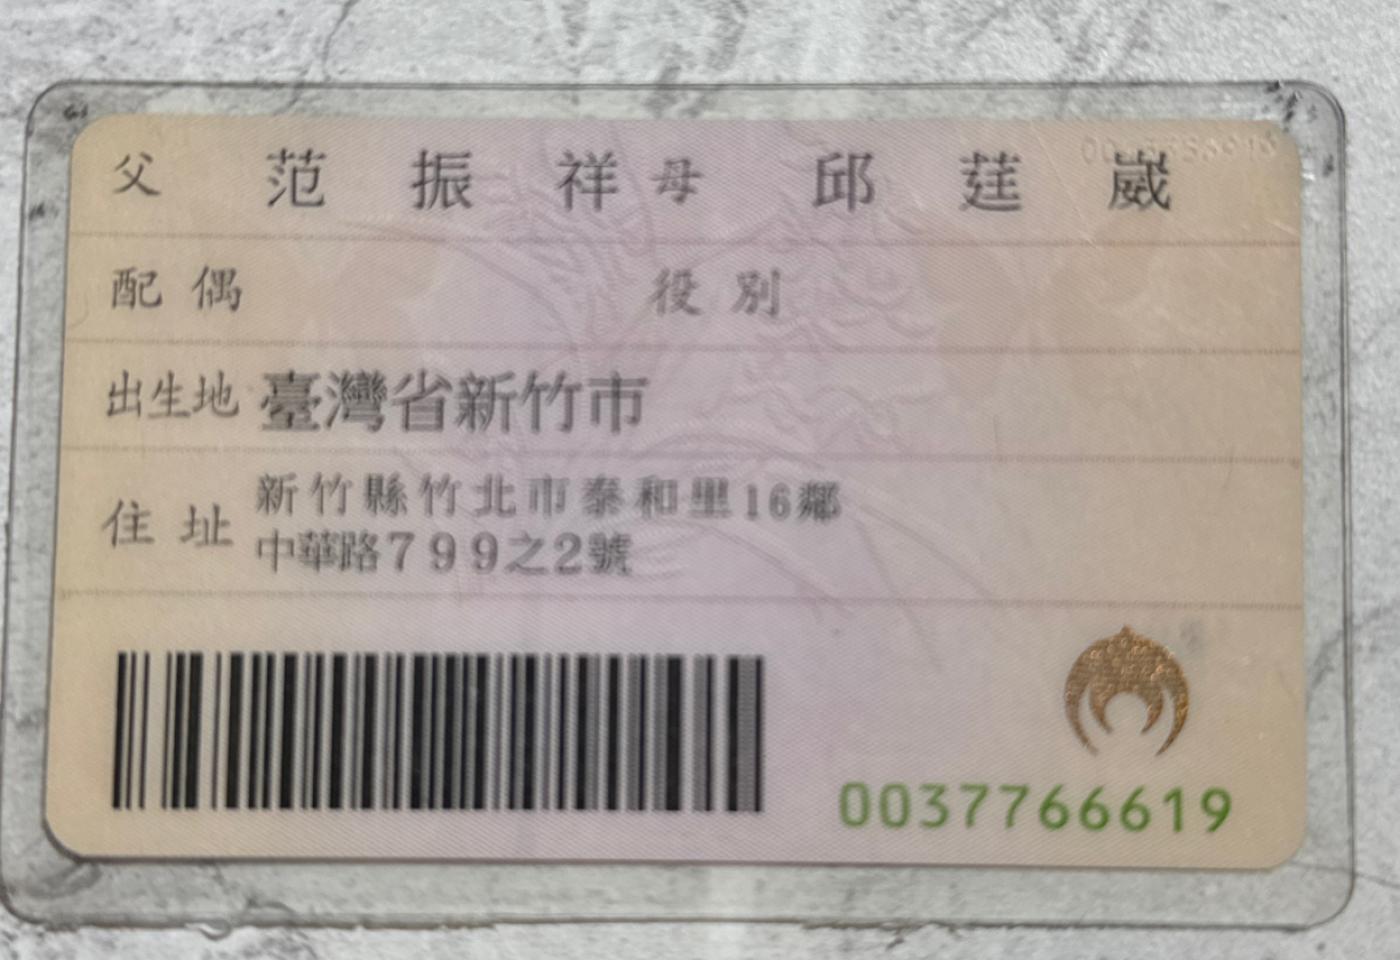 父 范振祥 母 邱莛崴
配偶 役別
出生地 臺灣省新竹市
住址 新竹縣竹北市泰和里16鄰
中華路799之2號
0037766619